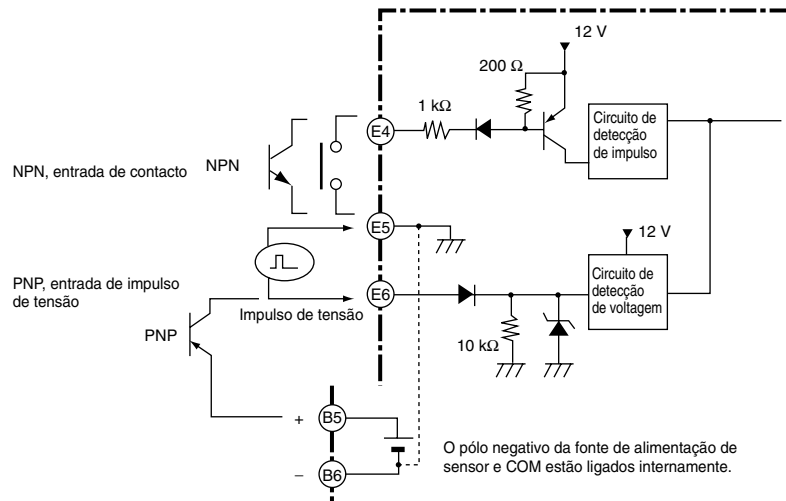 12 V
200 Ω
1 kΩ
E4
Circuito de
detecção
de impulso
NPN, entrada de contacto
NPN
E5
12 V
PNP, entrada de impulso
de tensão
E6
Circuito de
detecção
de voltagem
Impulso de tensão
PNP
10 kΩ
+
B5
–
B6
O pólo negativo da fonte de alimentação de
sensor e COM estão ligados internamente.